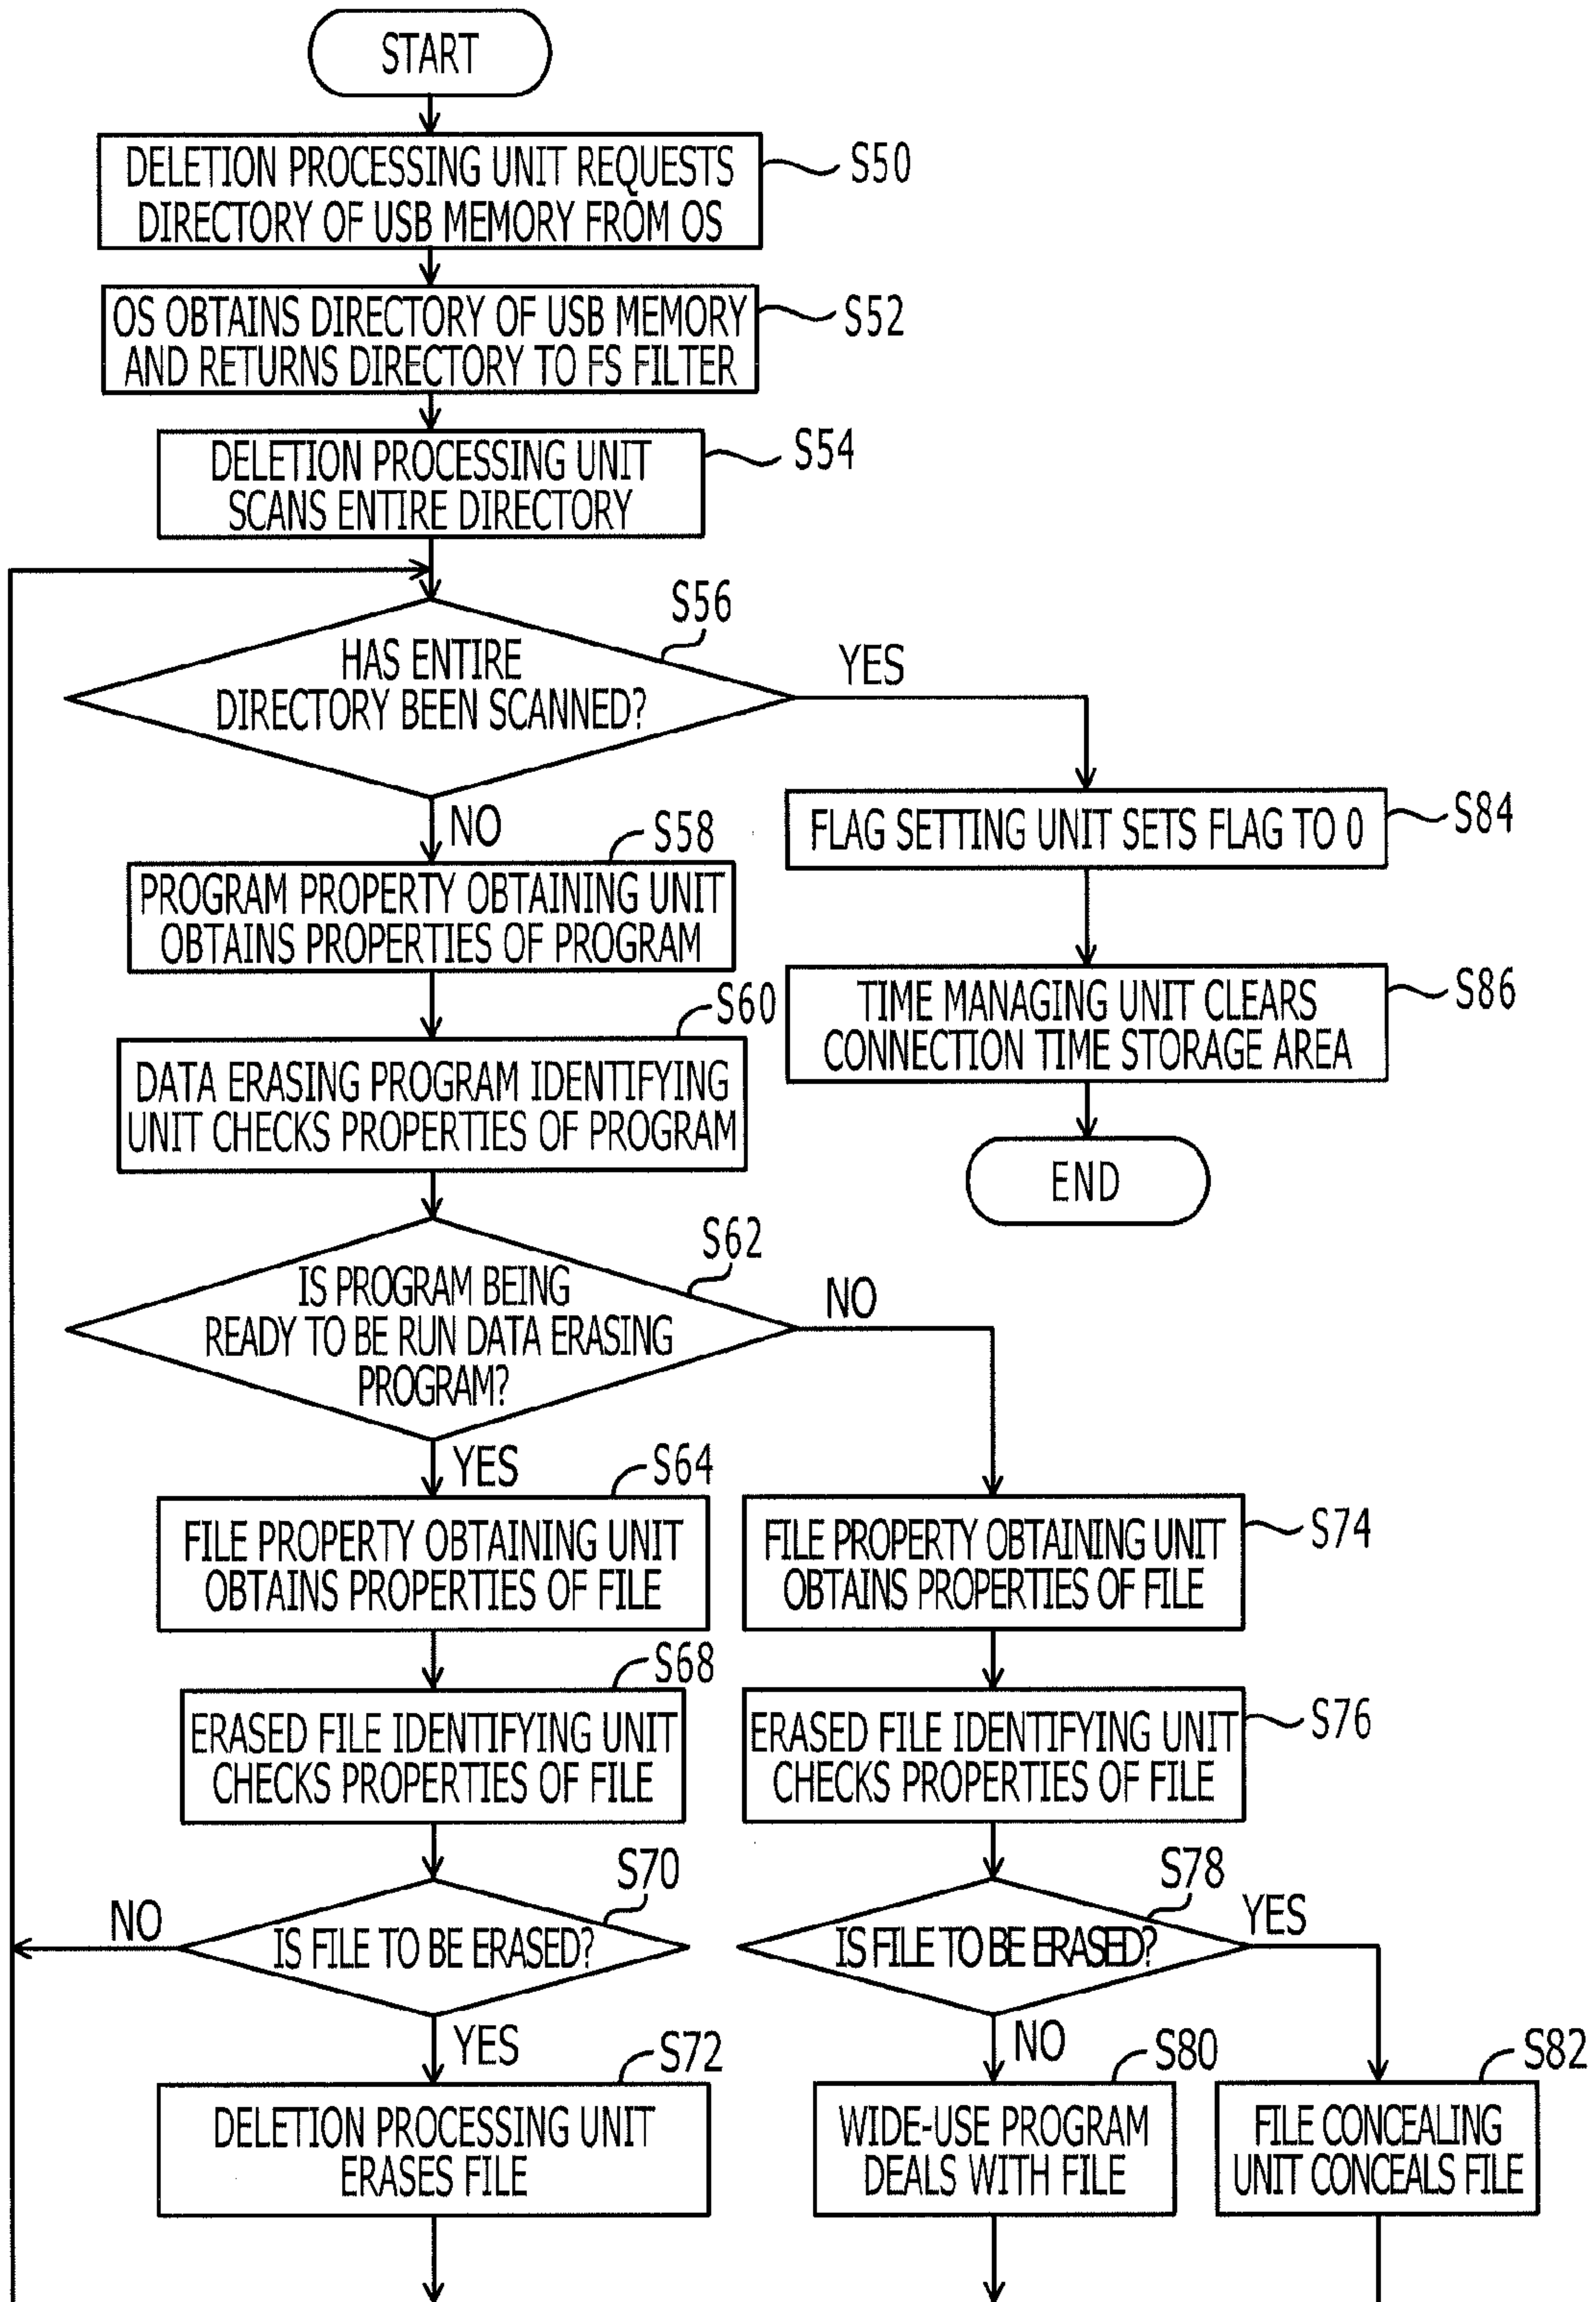 START
DELETION PROCESSING UNIT REQUESTS
DIRECTORY OF USB MEMORY FROM OS
S50
OS OBTAINS DIRECTORY OF USB MEMORY
AND RETURNS DIRECTORY TO FS FILTER
S52
DELETION PROCESSING UNIT
SCANS ENTIRE DIRECTORY
S54
HAS ENTIRE
DIRECTORY BEEN SCANNED?
S56
YES
NO
FLAG SETTING UNIT SETS FLAG TO 0
S84
TIME MANAGING UNIT CLEARS
CONNECTION TIME STORAGE AREA
S86
END
S58
PROGRAM PROPERTY OBTAINING UNIT
OBTAINS PROPERTIES OF PROGRAM
S60
DATA ERASING PROGRAM IDENTIFYING
UNIT CHECKS PROPERTIES OF PROGRAM
S62
IS PROGRAM BEING
READY TO BE RUN DATA ERASING
PROGRAM?
NO
YES
S64
FILE PROPERTY OBTAINING UNIT
OBTAINS PROPERTIES OF FILE
S68
ERASED FILE IDENTIFYING UNIT
CHECKS PROPERTIES OF FILE
S70
IS FILE TO BE ERASED?
NO
YES
S72
DELETION PROCESSING UNIT
ERASES FILE
FILE PROPERTY OBTAINING UNIT
OBTAINS PROPERTIES OF FILE
S74
ERASED FILE IDENTIFYING UNIT
CHECKS PROPERTIES OF FILE
S76
S78
IS FILE TO BE ERASED?
YES
NO
S80
WIDE-USE PROGRAM
DEALS WITH FILE
S82
FILE CONCEALING
UNIT CONCEALS FILE